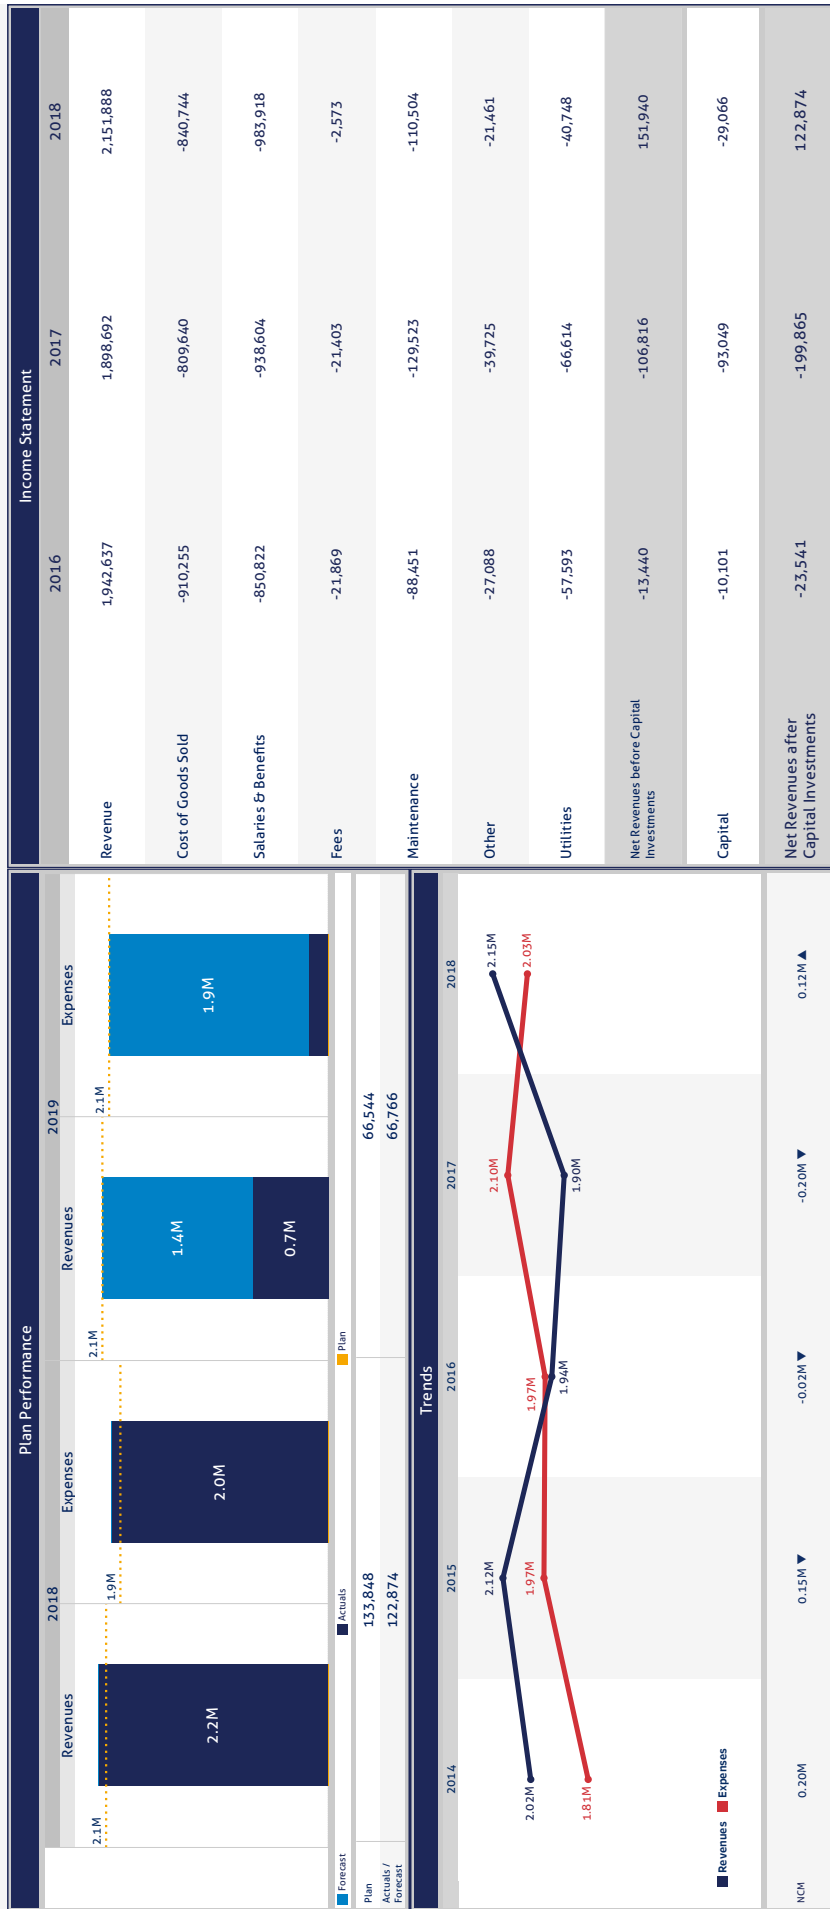 Plan Performance
2018 2019
Revenues Expenses Revenues Expenses
2.1M 1.9M 2.1M 2.1M
2.2M 2.0M 1.4M 1.9M
0.7M
Forecast Actuals Plan
Plan 133,848 66,544
Actuals /
Forecast 122,874 66,766
Income Statement
2016 2017 2018
Revenue 1,942,637 1,898,692 2,151,888
Cost of Goods Sold -910,255 -809,640 -840,744
Salaries & Benefits -850,822 -938,604 -983,918
Fees -21,869 -21,403 -2,573
Maintenance -88,451 -129,523 -110,504
Other -27,088 -39,725 -21,461
Utilities -57,593 -66,614 -40,748
Net Revenues before Capital
Investments -13,440 -106,816 151,940
Capital -10,101 -93,049 -29,066
Net Revenues after
Capital Investments -23,541 -199,865 122,874
Trends
2014 2015 2016 2017 2018
2.02M 2.12M 1.94M 1.90M 2.15M
1.81M 1.97M 1.97M 2.10M 2.03M
Revenues Expenses
NCM 0.20M 0.15M ▼ -0.02M ▼ -0.20M ▼ 0.12M ▲